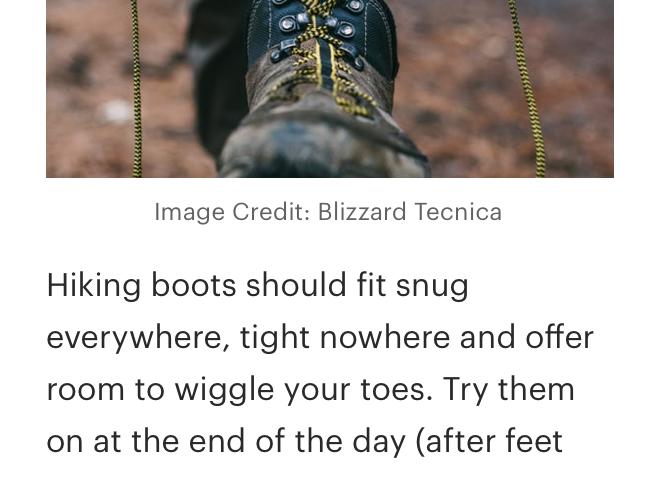 Image Credit: Blizzard Tecnica
Hiking boots should fit snug
everywhere, tight nowhere and offer
room to wiggle your toes. Try them
on at the end of the day (after feet